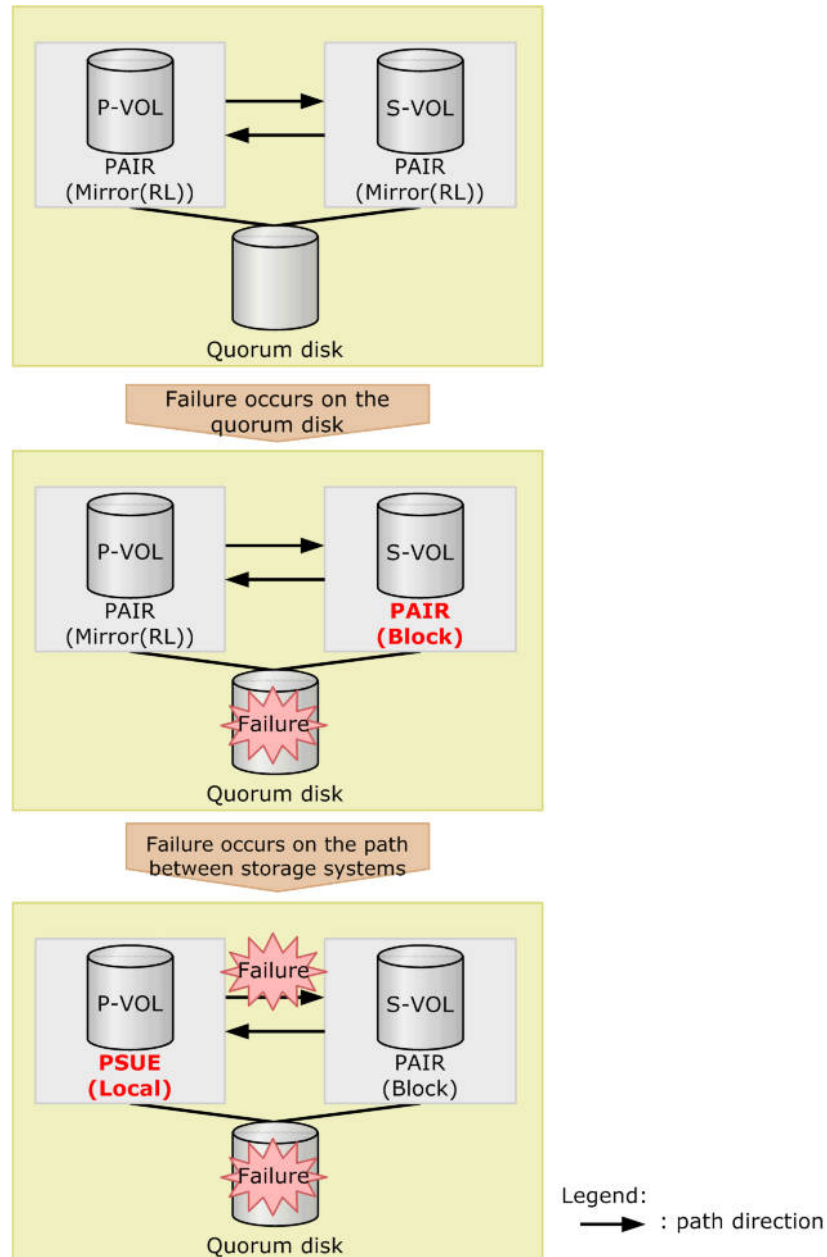 P-VOL
S-VOL
PAIR
(Mirror(RL))
PAIR
(Mirror(RL))
Quorum disk
Failure occurs on the
quorum disk
P-VOL
S-VOL
PAIR
(Mirror(RL))
PAIR
(Block)
Failure
Quorum disk
Failure occurs on the path
between storage systems
Failure
P-VOL
S-VOL
PSUE
(Local)
PAIR
(Block)
Failure
Quorum disk
Legend:
: path direction